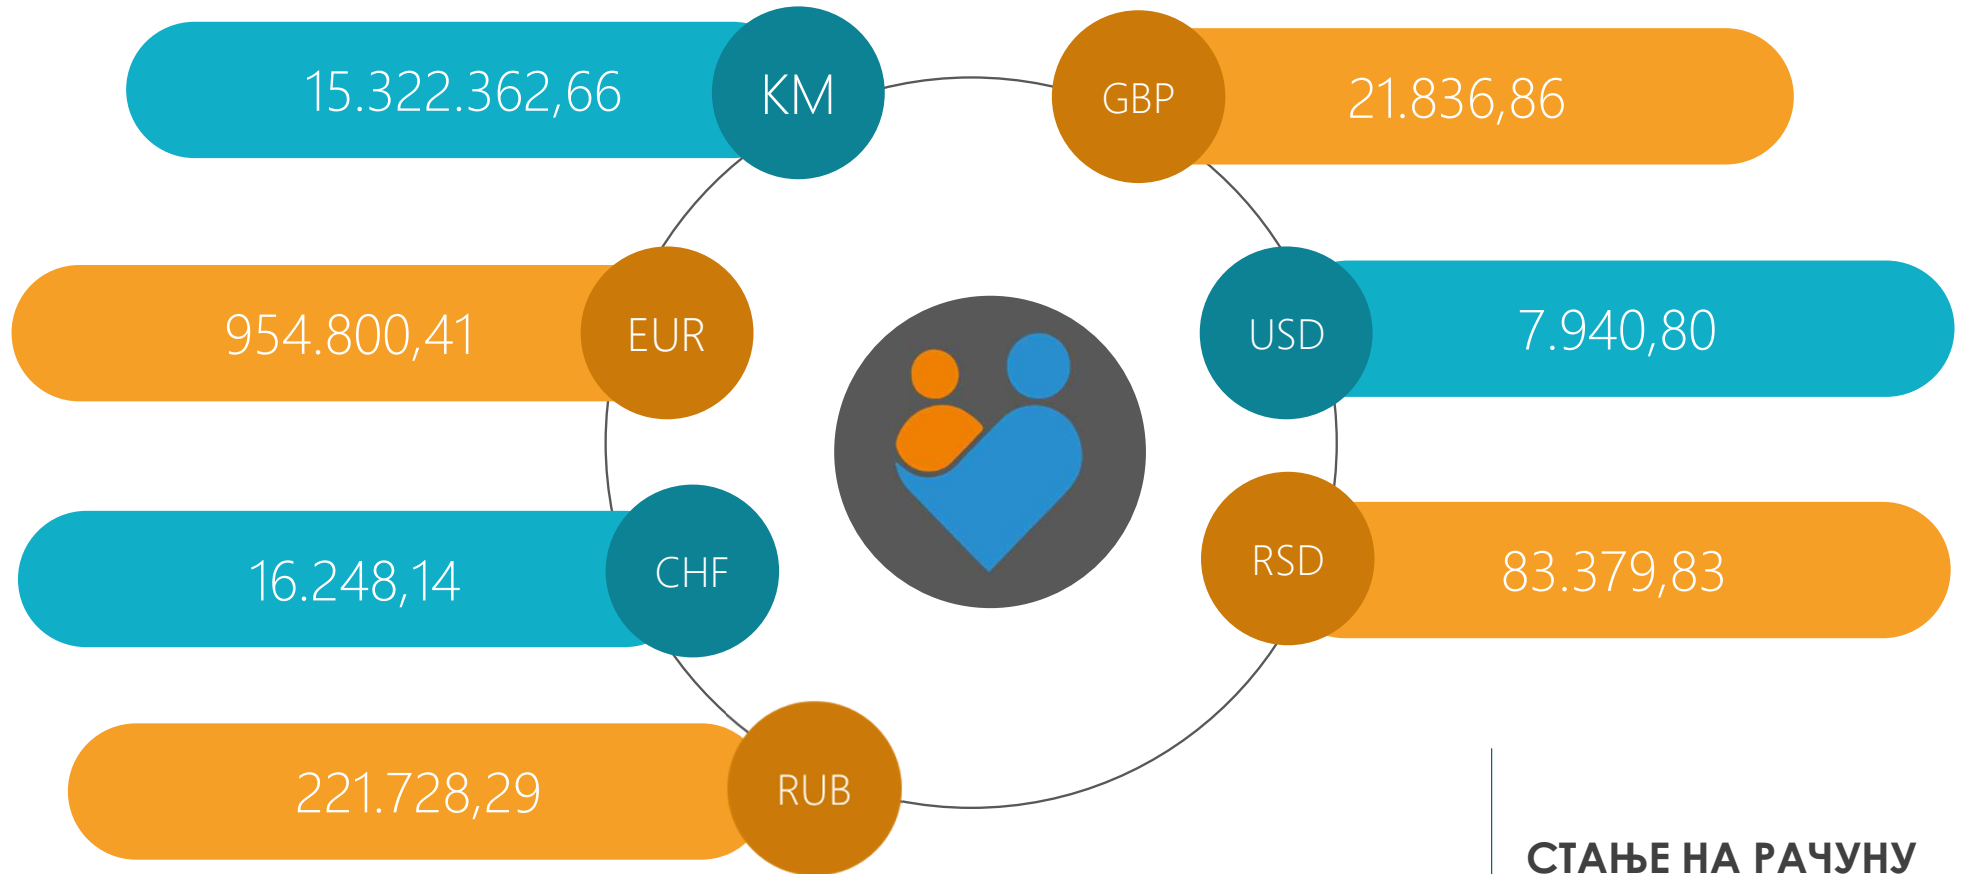 15.322.362,66 KM
GBP 21.836,86
954.800,41 EUR
USD 7.940,80
16.248,14 CHF
RSD 83.379,83
221.728,29 RUB
СТАЊЕ НА РАЧУНУ